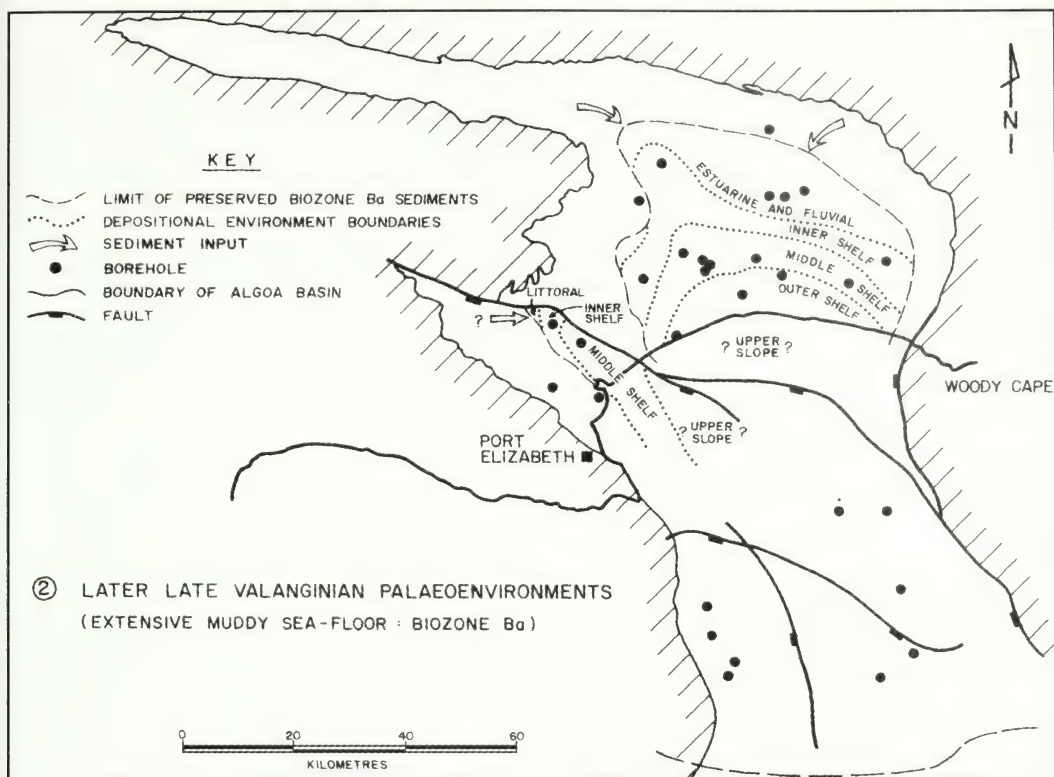 N
KEY
LIMIT OF PRESERVED BIOZONE Ba SEDIMENTS
DEPOSITIONAL ENVIRONMENT BOUNDARIES
SEDIMENT INPUT
BOREHOLE
BOUNDARY OF ALGOA BASIN
FAULT
ESTUARINE AND FLUVIAL
INNER SHELF
MIDDLE SHELF
OUTER SHELF
? UPPER ?
SLOPE
WOODY CAPE
LITTORAL
?
INNER
SHELF
MIDDLE SHELF
? UPPER ?
SLOPE
PORT
ELIZABETH
② LATER LATE VALANGINIAN PALAEOENVIRONMENTS
(EXTENSIVE MUDDY SEA-FLOOR : BIOZONE Ba)
0 20 40 60
KILOMETRES